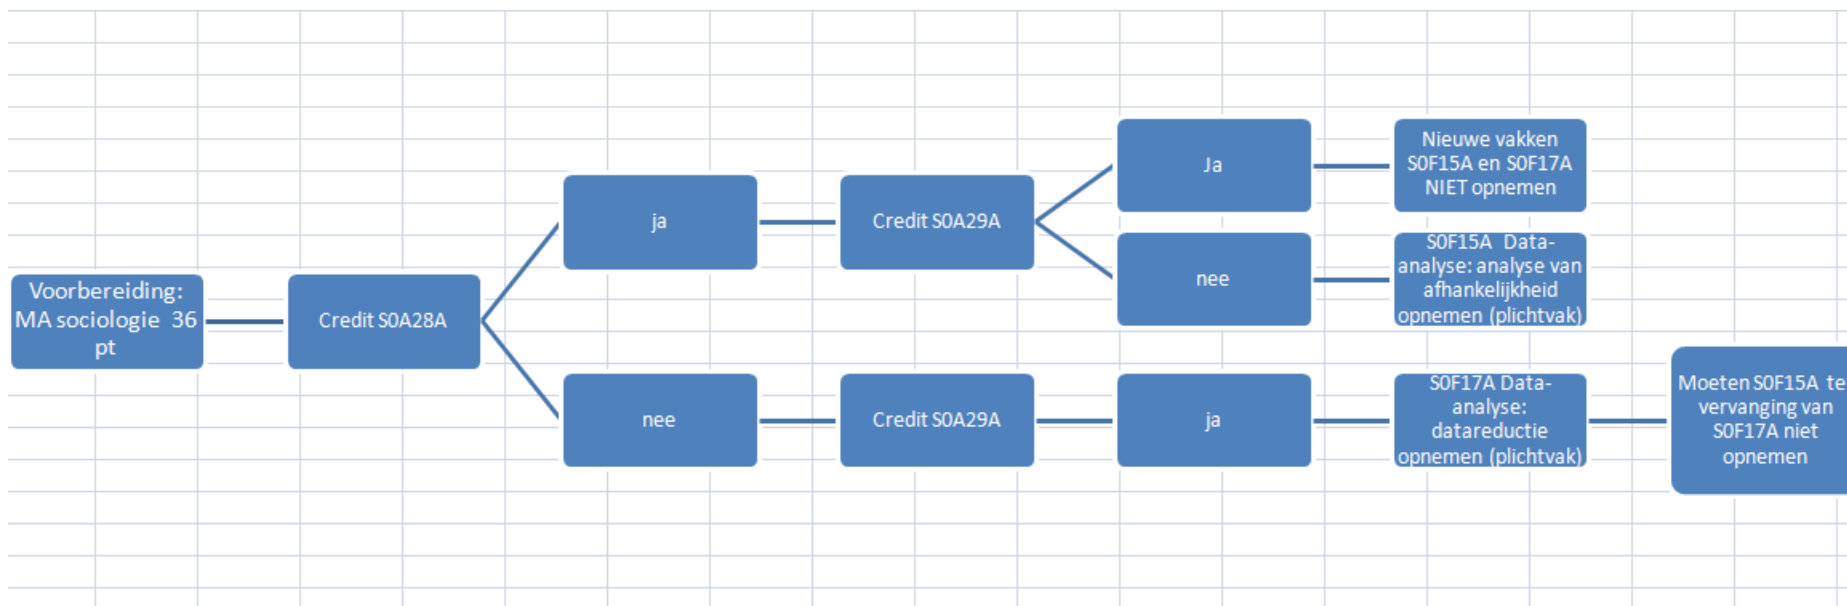 Voorbereiding:
MA sociologie 36
pt
Credit S0A28A
ja
Credit S0A29A
Ja
Nieuwe vakken
S0F15A en S0F17A
NIET opnemen
nee
S0F15A Data-
analyse: analyse van
afhankelijkheid
opnemen (plichtvak)
nee
Credit S0A29A
ja
S0F17A Data-
analyse:
datareductie
opnemen (plichtvak)
Moeten S0F15A te
vervanging van
S0F17A niet
opnemen